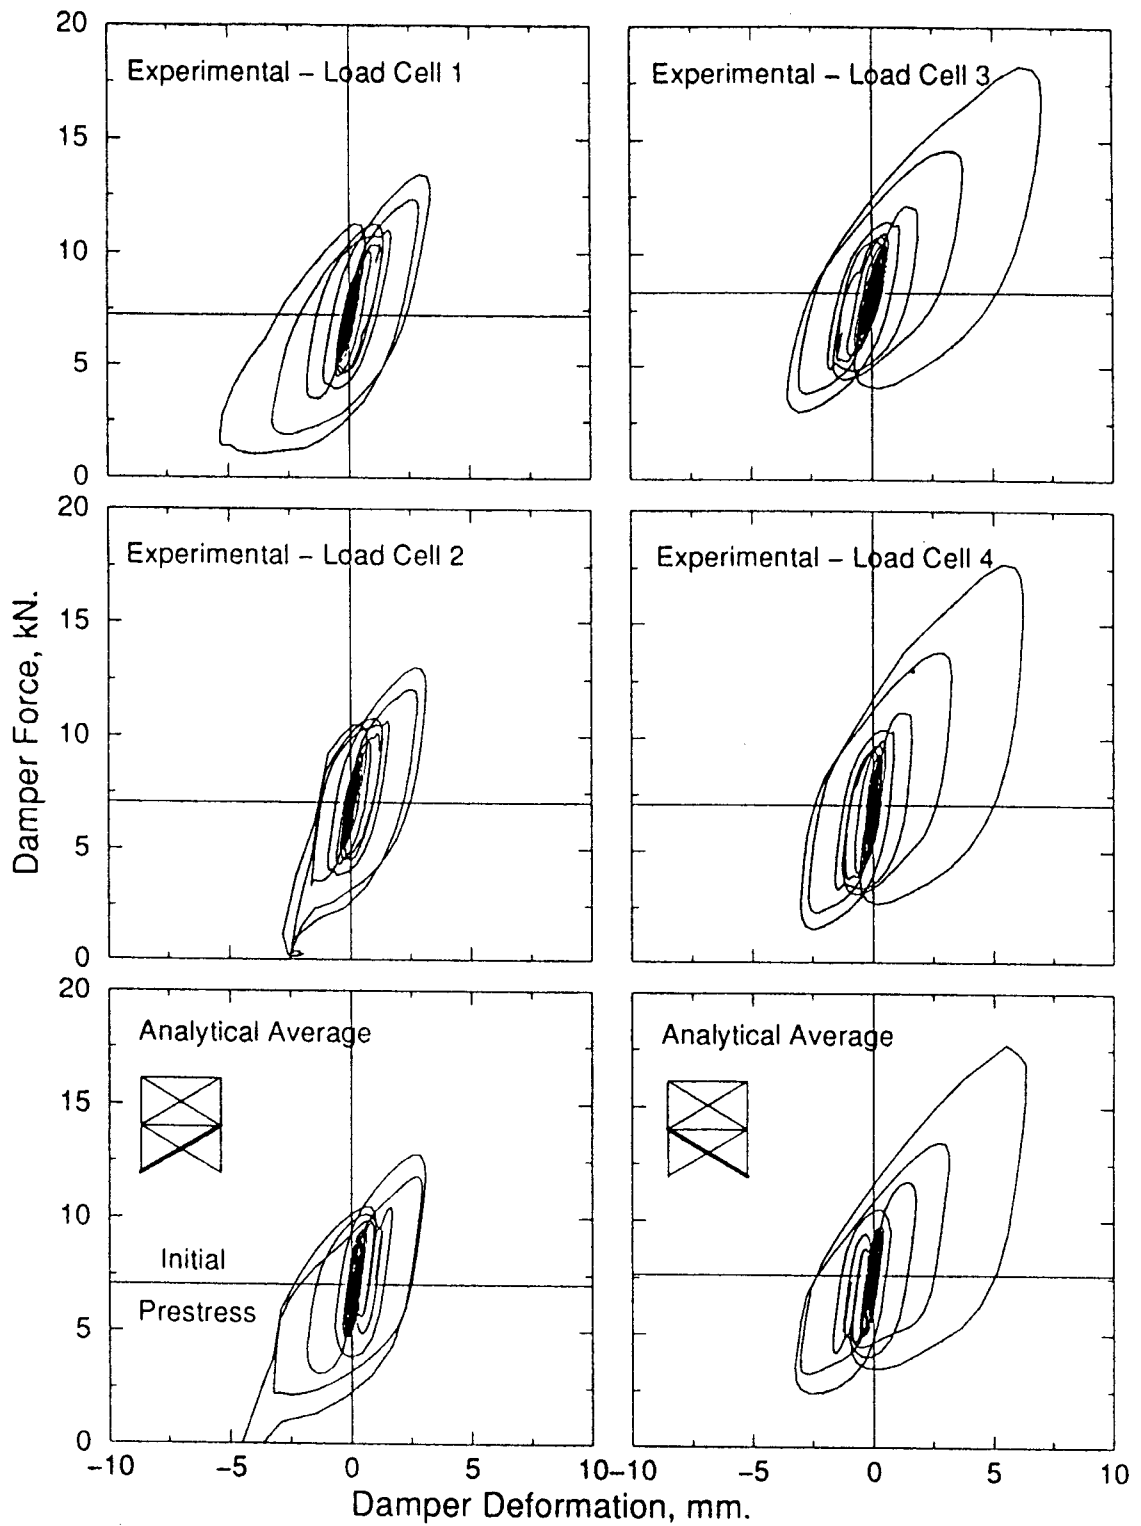 20
15
10
5
0
Experimental – Load Cell 1
Experimental – Load Cell 3
20
15
10
5
0
Experimental – Load Cell 2
Experimental – Load Cell 4
Damper Force, kN.
20
15
10
5
0
Analytical Average
Initial
Prestress
Analytical Average
−10 −5 0 10−10 −5 0 5 10
Damper Deformation, mm.